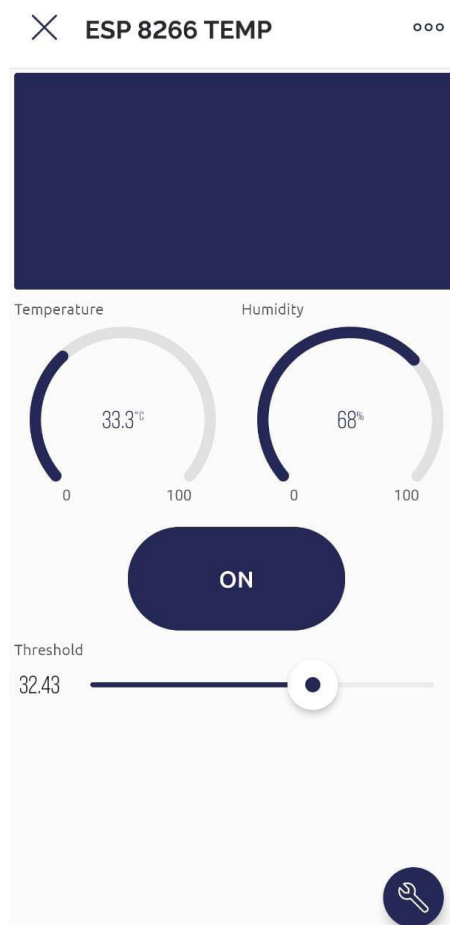 ESP 8266 TEMP
Temperature Humidity
33.3°C 68%
0 100 0 100
ON
Threshold
32.43